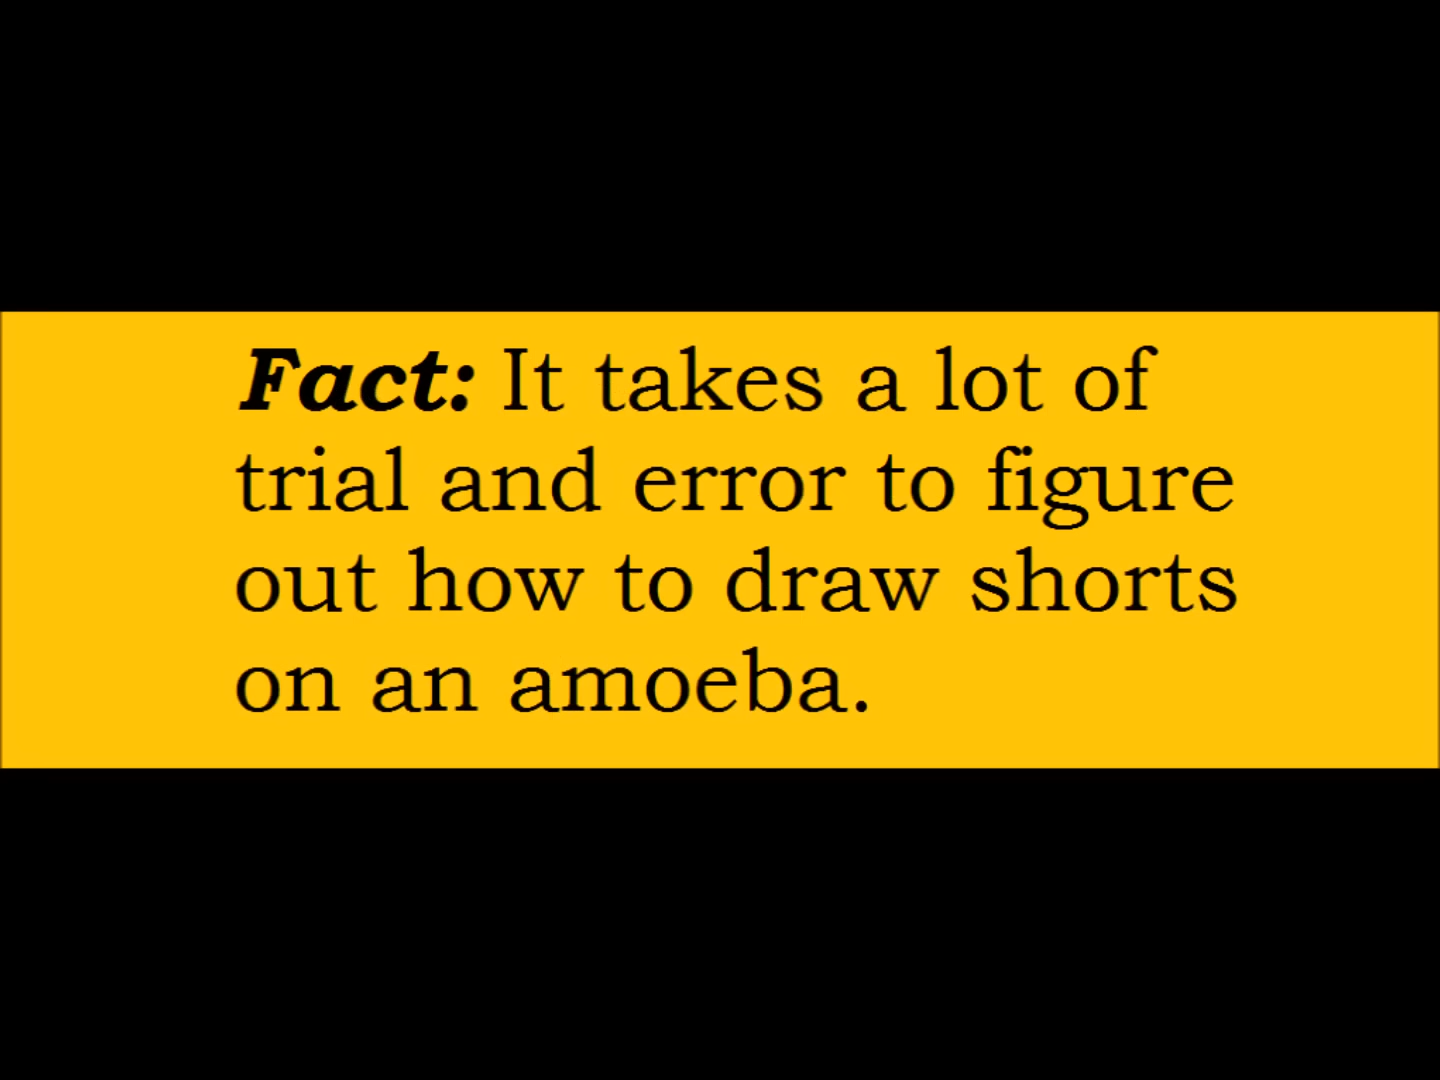 Fact: It takes a lot of
trial and error to figure
out how to draw shorts
on an amoeba.